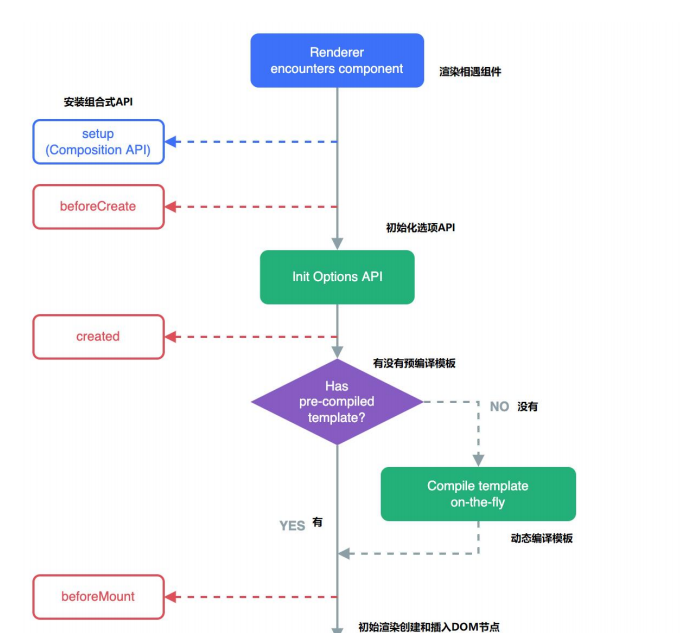 Renderer
encounters component
渲染相遇组件
安装组合式API
setup
(Composition API)
beforeCreate
初始化选项API
Init Options API
created
有没有预编译模板
Has
pre-compiled
template?
NO 没有
Compile template
on-the-fly
YES 有
动态编译模板
beforeMount
初始渲染创建和插入DOM节点